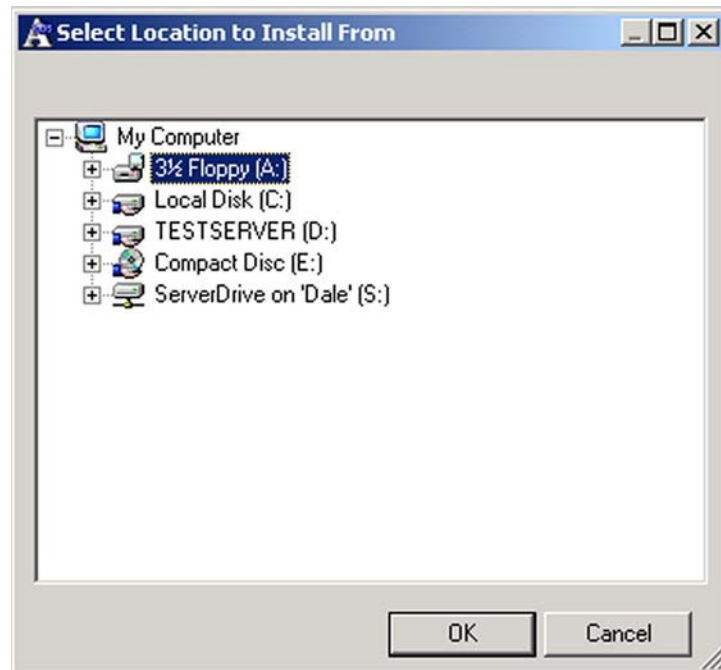 Select Location to Install From
My Computer
3½ Floppy (A:)
Local Disk (C:)
TESTSERVER (D:)
Compact Disc (E:)
ServerDrive on 'Dale' (S:)
OK Cancel